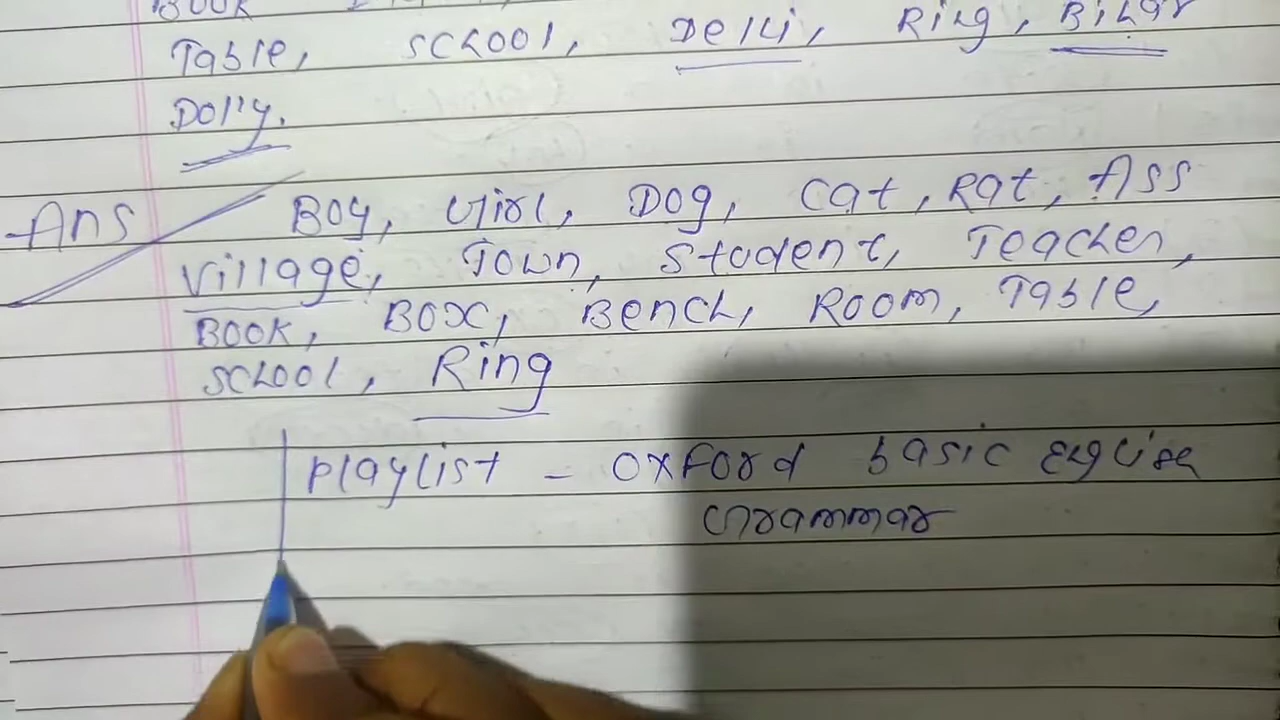 Book
Table, School, Delhi, Ring, Bihar
Dolly.
Ans Boy, Girl, Dog, Cat, Rat, Ass
Village, Town, Student, Teacher,
Book, Box, Bench, Room, Table,
School, Ring
Playlist - Oxford basic English
Grammar